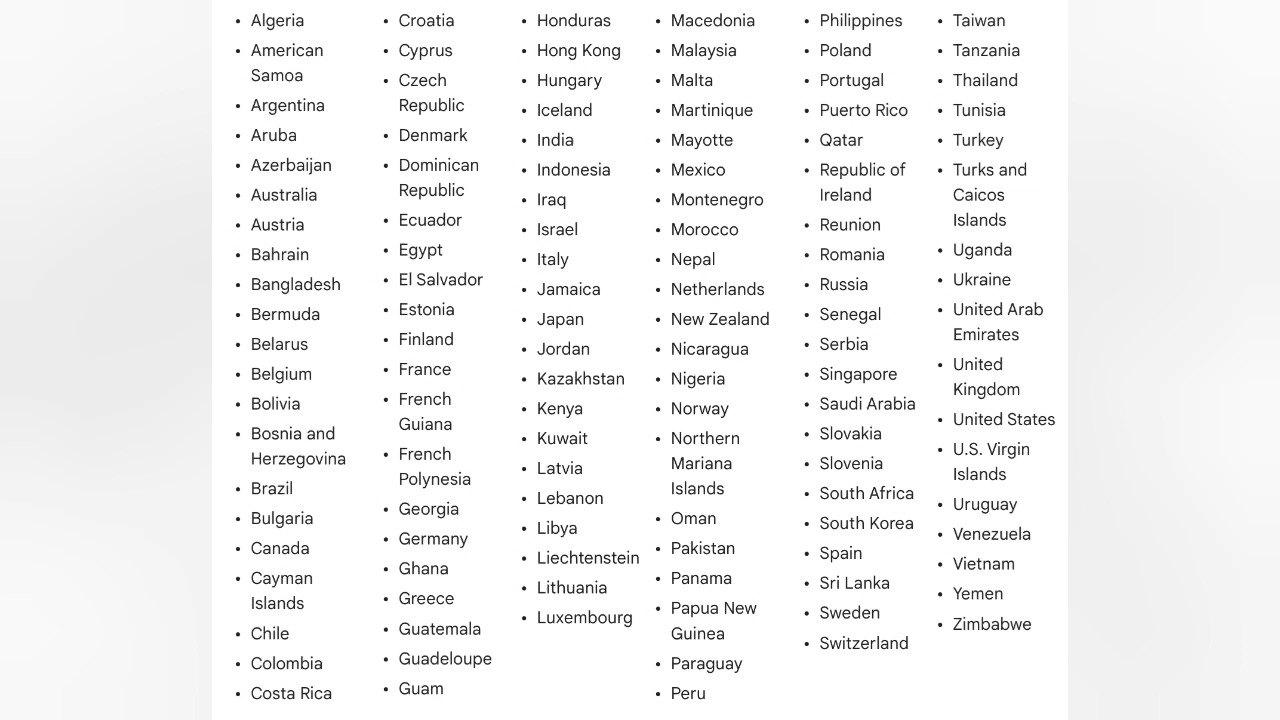 Algeria
American
Samoa
Argentina
Aruba
Azerbaijan
Australia
Austria
Bahrain
Bangladesh
Bermuda
Belarus
Belgium
Bolivia
Bosnia and
Herzegovina
Brazil
Bulgaria
Canada
Cayman
Islands
Chile
Colombia
Costa Rica
Croatia
Cyprus
Czech
Republic
Denmark
Dominican
Republic
Ecuador
Egypt
El Salvador
Estonia
Finland
France
French
Guiana
French
Polynesia
Georgia
Germany
Ghana
Greece
Guatemala
Guadeloupe
Guam
Honduras
Hong Kong
Hungary
Iceland
India
Indonesia
Iraq
Israel
Italy
Jamaica
Japan
Jordan
Kazakhstan
Kenya
Kuwait
Latvia
Lebanon
Libya
Liechtenstein
Lithuania
Luxembourg
Macedonia
Malaysia
Malta
Martinique
Mayotte
Mexico
Montenegro
Morocco
Nepal
Netherlands
New Zealand
Nicaragua
Nigeria
Norway
Northern
Mariana
Islands
Oman
Pakistan
Panama
Papua New
Guinea
Paraguay
Peru
Philippines
Poland
Portugal
Puerto Rico
Qatar
Republic of
Ireland
Reunion
Romania
Russia
Senegal
Serbia
Singapore
Saudi Arabia
Slovakia
Slovenia
South Africa
South Korea
Spain
Sri Lanka
Sweden
Switzerland
Taiwan
Tanzania
Thailand
Tunisia
Turkey
Turks and
Caicos
Islands
Uganda
Ukraine
United Arab
Emirates
United
Kingdom
United States
U.S. Virgin
Islands
Uruguay
Venezuela
Vietnam
Yemen
Zimbabwe